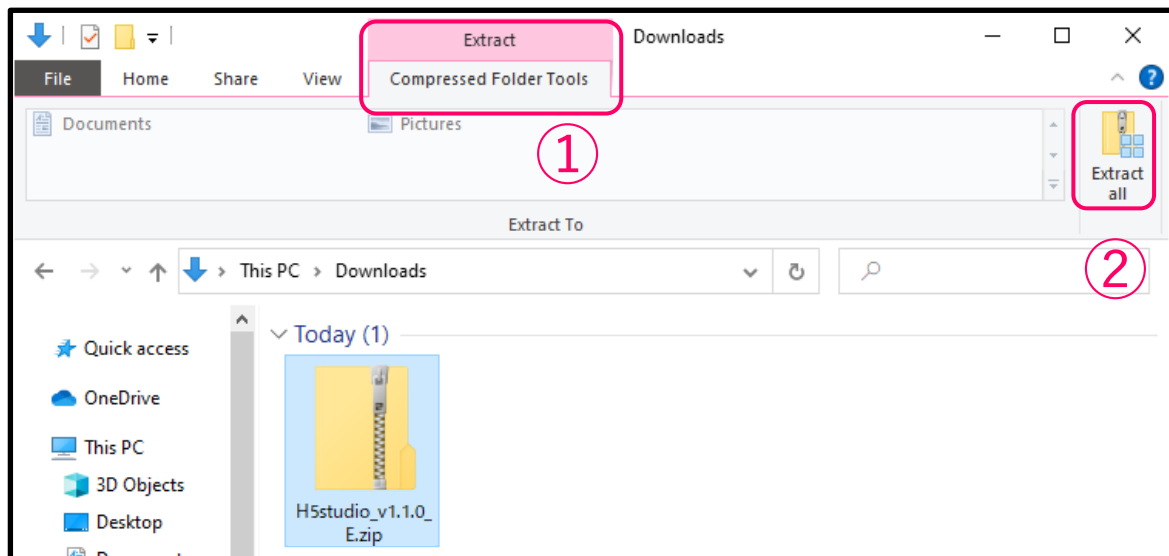 Extract
Downloads
File Home Share View Compressed Folder Tools
Documents Pictures
①
Extract
all
Extract To
②
This PC > Downloads
Today (1)
Quick access
OneDrive
This PC
3D Objects
Desktop
H5studio_v1.1.0_
E.zip